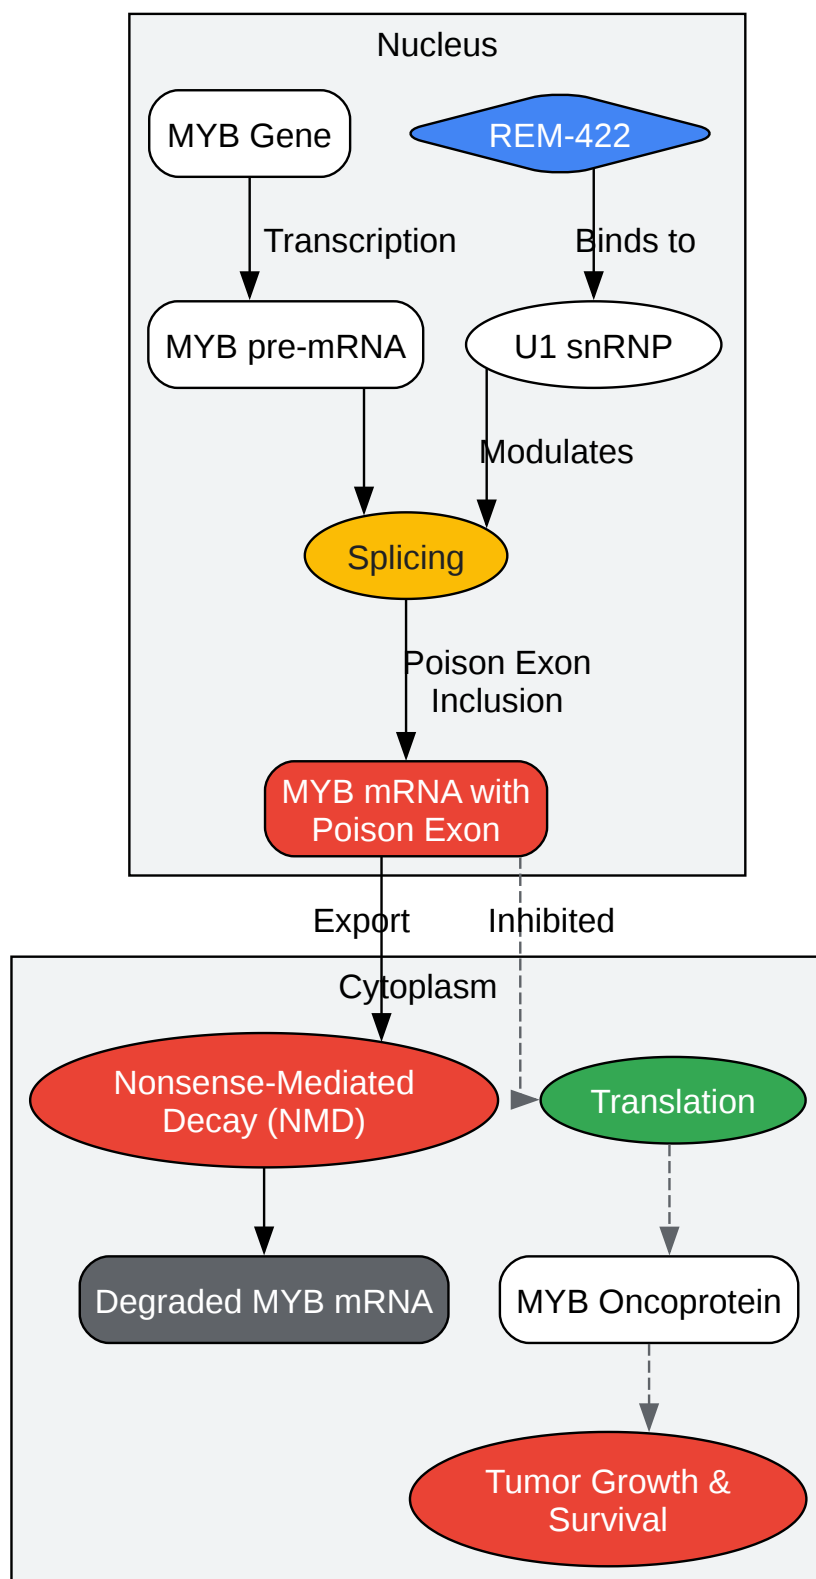 Nucleus
MYB Gene
REM-422
Transcription
Binds to
MYB pre-mRNA
U1 snRNP
Modulates
Splicing
Poison Exon
Inclusion
MYB mRNA with
Poison Exon
Export
Inhibited
Cytoplasm
Nonsense-Mediated
Decay (NMD)
Translation
Degraded MYB mRNA
MYB Oncoprotein
Tumor Growth &
Survival